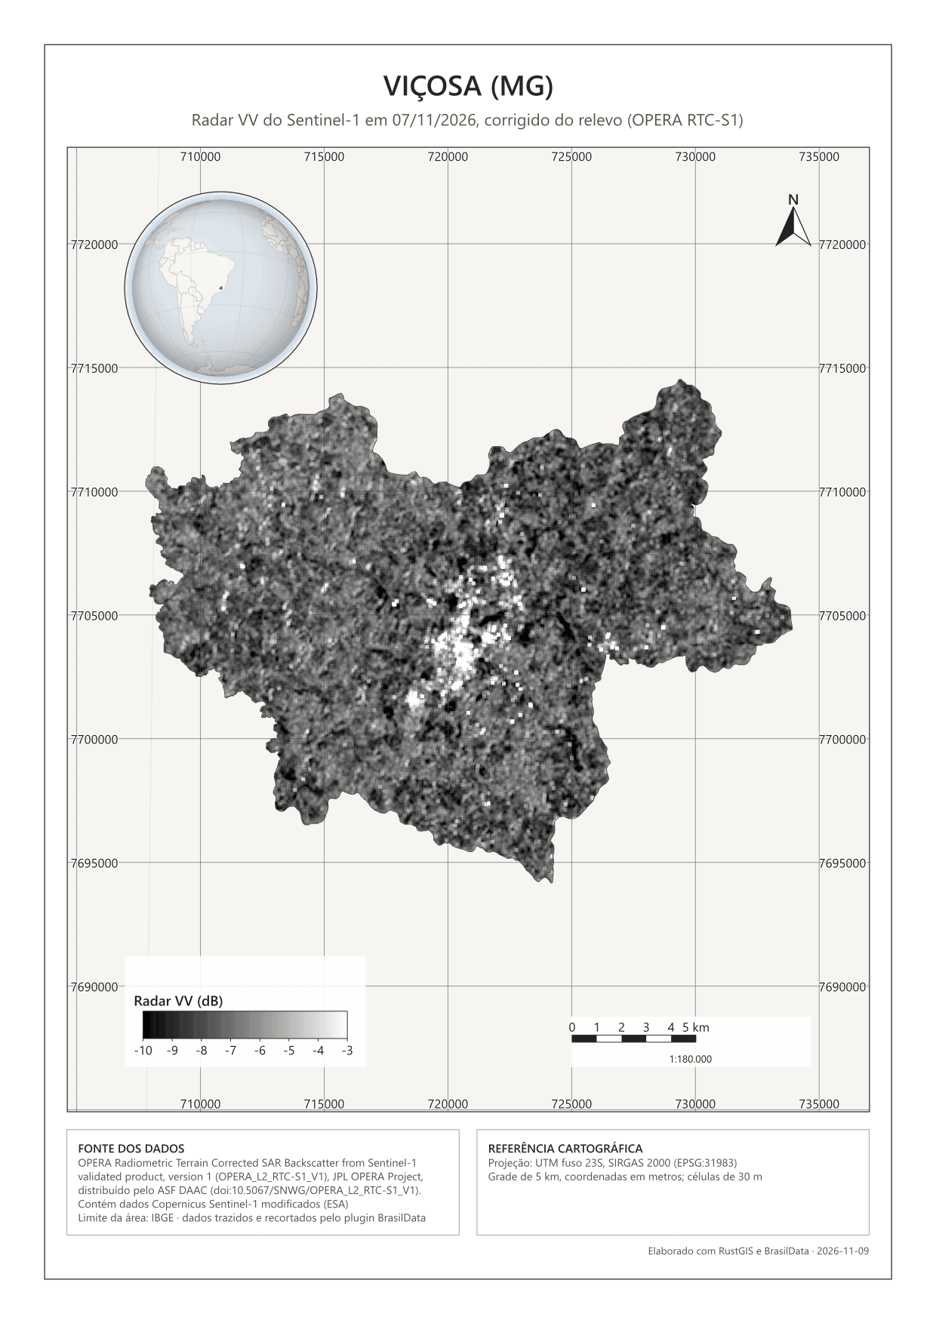 VIÇOSA (MG)
Radar VV do Sentinel-1 em 07/11/2026, corrigido do relevo (OPERA RTC-S1)
710000 715000 720000 725000 730000 735000
N
7720000 7720000
7715000 7715000
7710000 7710000
7705000 7705000
7700000 7700000
7695000 7695000
7690000 7690000
Radar VV (dB)
-10 -9 -8 -7 -6 -5 -4 -3
0 1 2 3 4 5 km
1:180.000
710000 715000 720000 725000 730000 735000
FONTE DOS DADOS
OPERA Radiometric Terrain Corrected SAR Backscatter from Sentinel-1
validated product, version 1 (OPERA_L2_RTC-S1_V1), JPL OPERA Project,
distribuído pelo ASF DAAC (doi:10.5067/SNWG/OPERA_L2_RTC-S1_V1).
Contém dados Copernicus Sentinel-1 modificados (ESA)
Limite da área: IBGE · dados trazidos e recortados pelo plugin BrasilData
REFERÊNCIA CARTOGRÁFICA
Projeção: UTM fuso 23S, SIRGAS 2000 (EPSG:31983)
Grade de 5 km, coordenadas em metros; células de 30 m
Elaborado com RustGIS e BrasilData · 2026-11-09